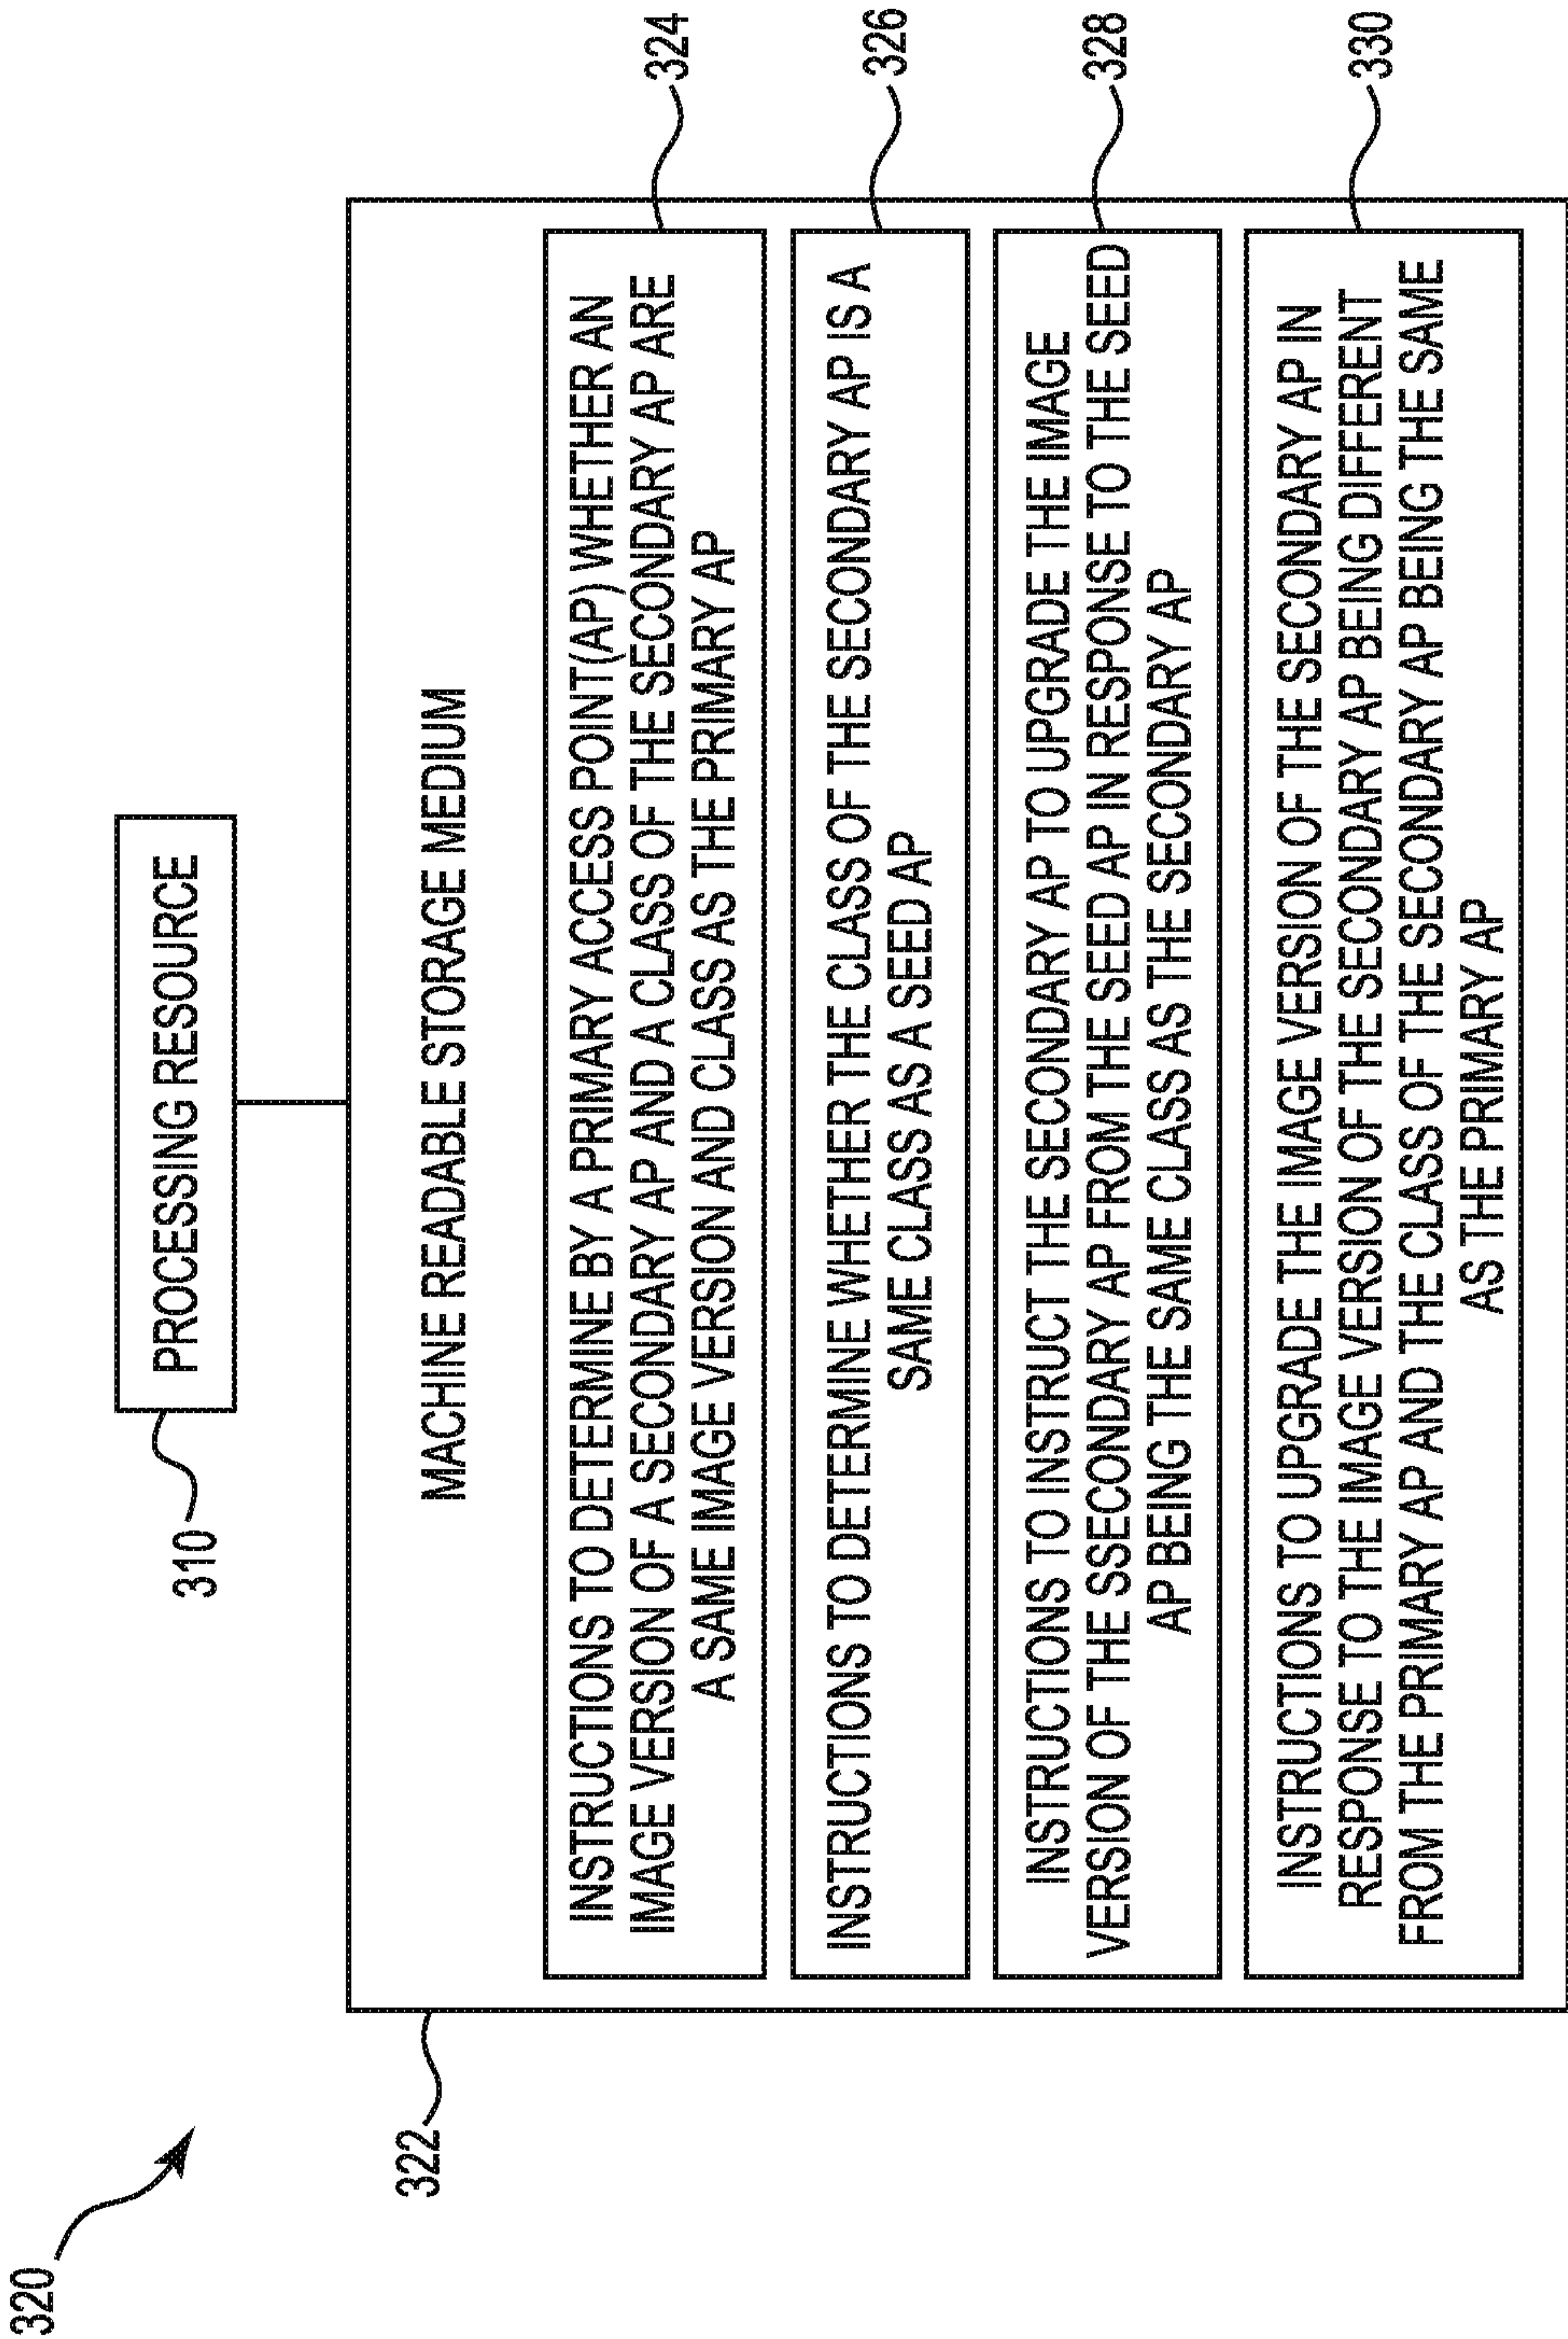 320
PROCESSING RESOURCE
310
322
MACHINE READABLE STORAGE MEDIUM
INSTRUCTIONS TO DETERMINE BY A PRIMARY ACCESS POINT(AP) WHETHER AN
IMAGE VERSION OF A SECONDARY AP AND A CLASS OF THE SECONDARY AP ARE
A SAME IMAGE VERSION AND CLASS AS THE PRIMARY AP
324
INSTRUCTIONS TO DETERMINE WHETHER THE CLASS OF THE SECONDARY AP IS A
SAME CLASS AS A SEED AP
326
INSTRUCTIONS TO INSTRUCT THE SECONDARY AP TO UPGRADE THE IMAGE
VERSION OF THE SSECONDARY AP FROM THE SEED AP IN RESPONSE TO THE SEED
AP BEING THE SAME CLASS AS THE SECONDARY AP
328
INSTRUCTIONS TO UPGRADE THE IMAGE VERSION OF THE SECONDARY AP IN
RESPONSE TO THE IMAGE VERSION OF THE SECONDARY AP BEING DIFFERENT
FROM THE PRIMARY AP AND THE CLASS OF THE SECONDARY AP BEING THE SAME
AS THE PRIMARY AP
330